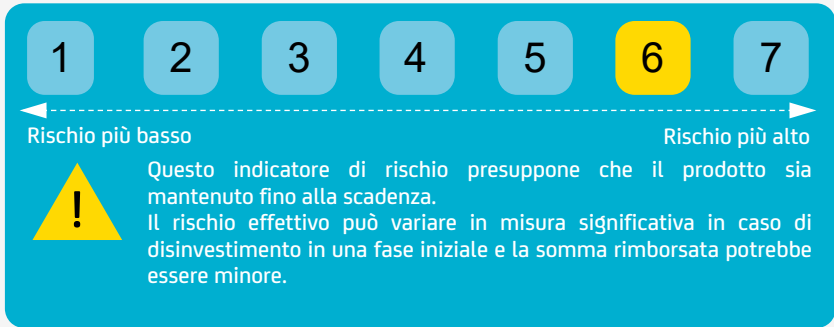 1 2 3 4 5 6 7
Rischio più basso Rischio più alto
Questo indicatore di rischio presuppone che il prodotto sia
mantenuto fino alla scadenza.
Il rischio effettivo può variare in misura significativa in caso di
disinvestimento in una fase iniziale e la somma rimborsata potrebbe
essere minore.
!